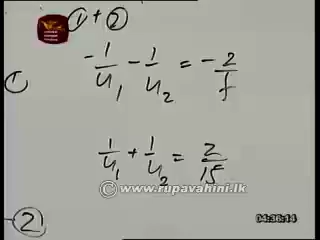 ① + ②
① -1/u₁ - 1/u₂ = -2/f
1/u₁ + 1/u₂ = 2/15
© www.rupavahini.lk
②
04:36:14